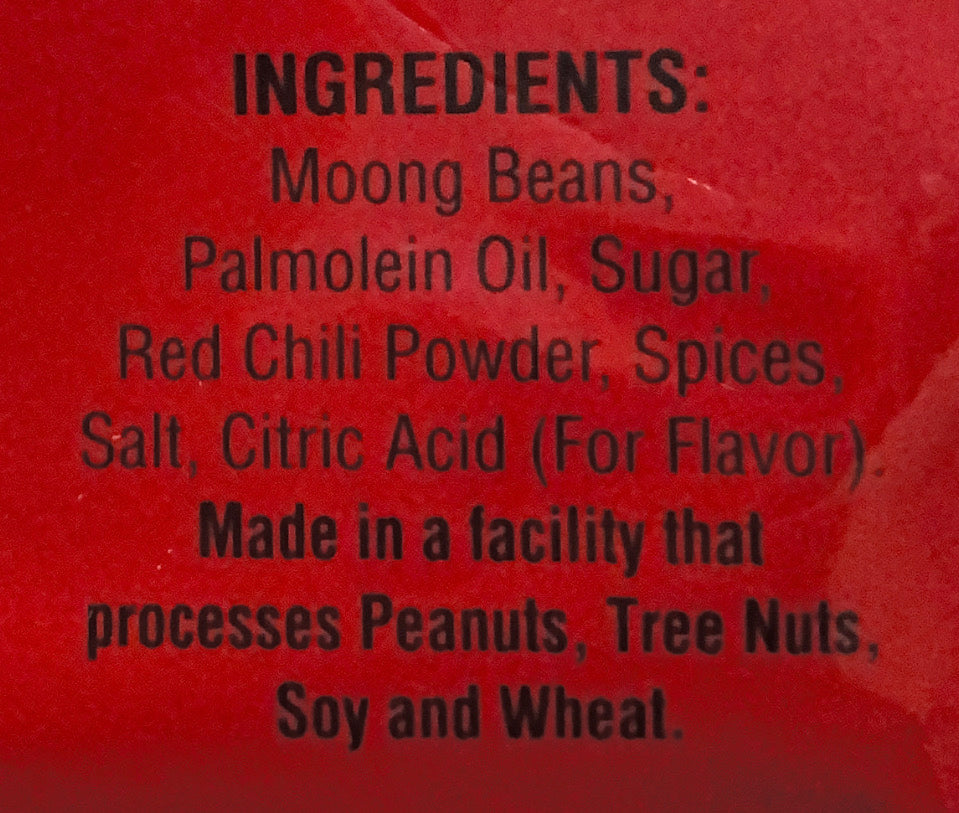 INGREDIENTS:
Moong Beans,
Palmolein Oil, Sugar,
Red Chili Powder, Spices,
Salt, Citric Acid (For Flavor).
Made in a facility that
processes Peanuts, Tree Nuts,
Soy and Wheat.